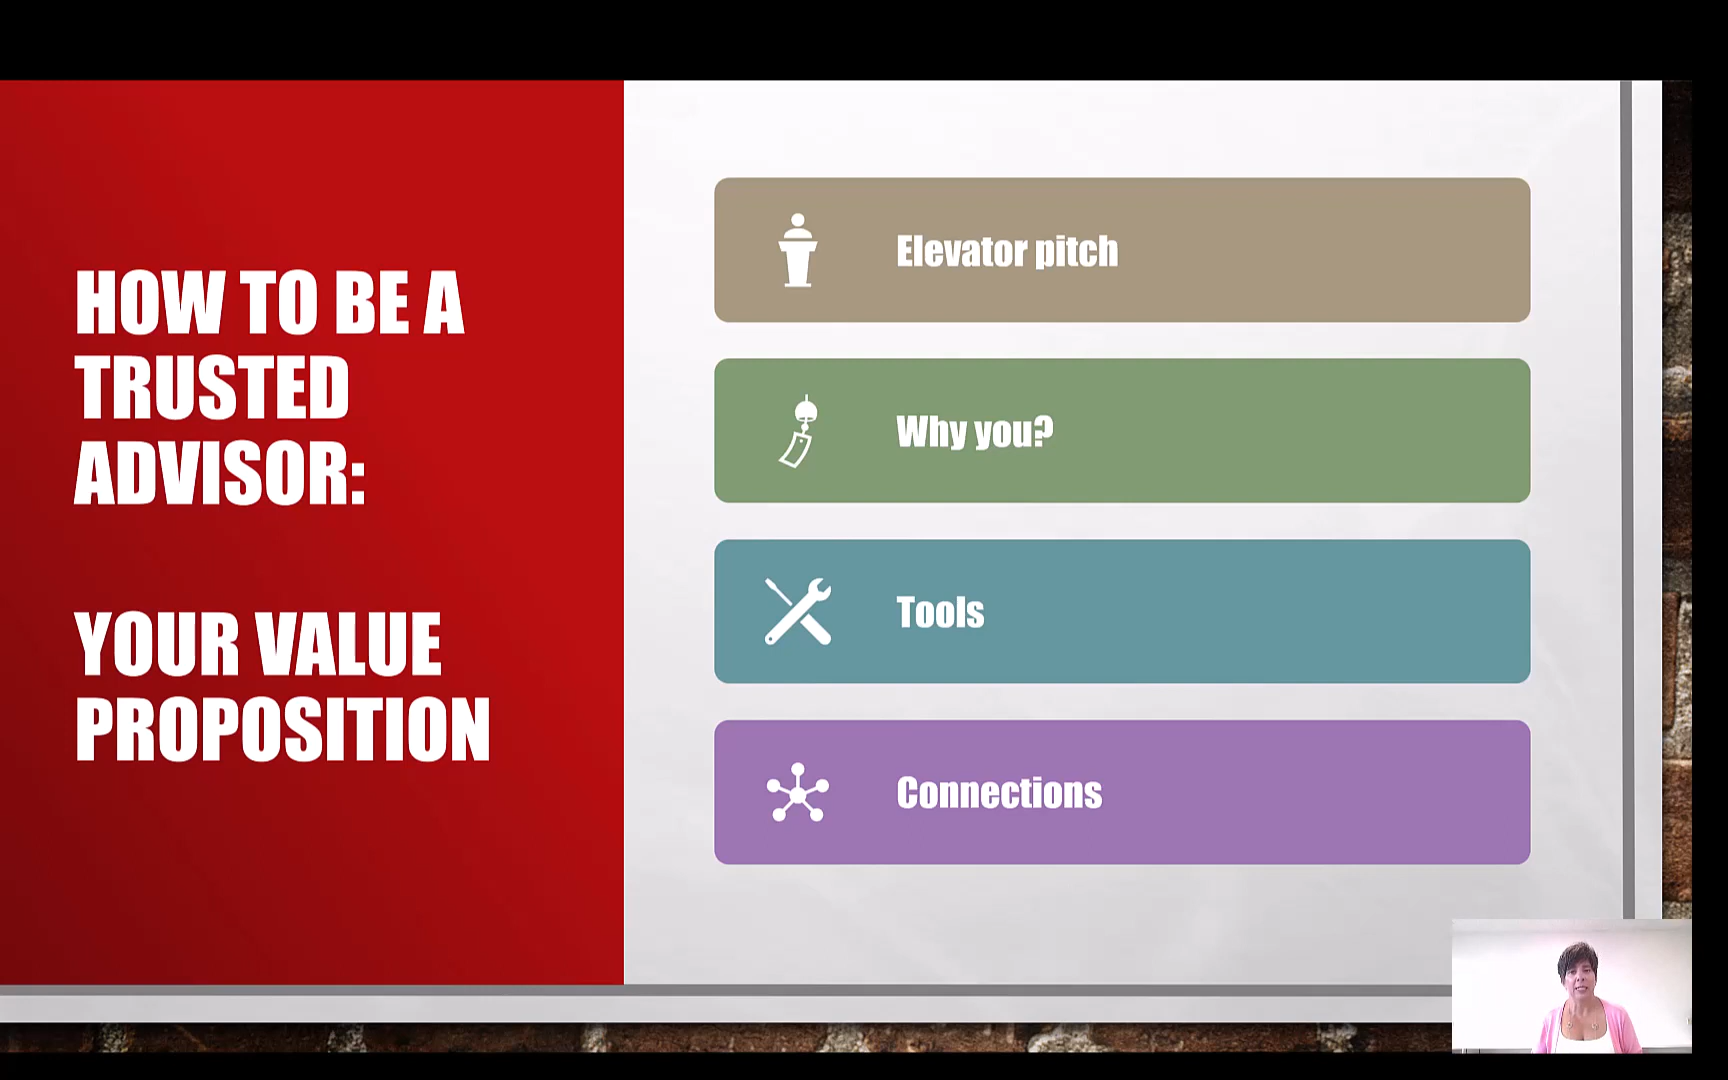 HOW TO BE A
TRUSTED
ADVISOR:
YOUR VALUE
PROPOSITION
Elevator pitch
Why you?
Tools
Connections